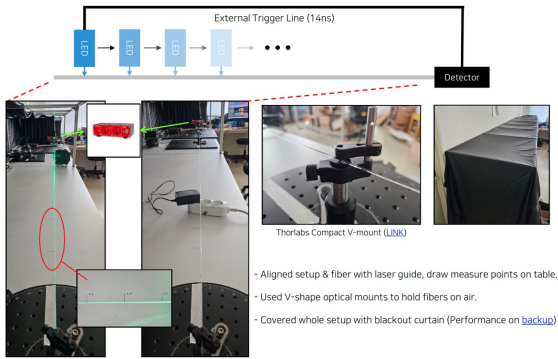 External Trigger Line (14ns)
LED
LED
LED
LED
Detector
Thorlabs Compact V-mount (LINK)
- Aligned setup & fiber with laser guide, draw measure points on table.
- Used V-shape optical mounts to hold fibers on air.
- Covered whole setup with blackout curtain (Performance on backup)